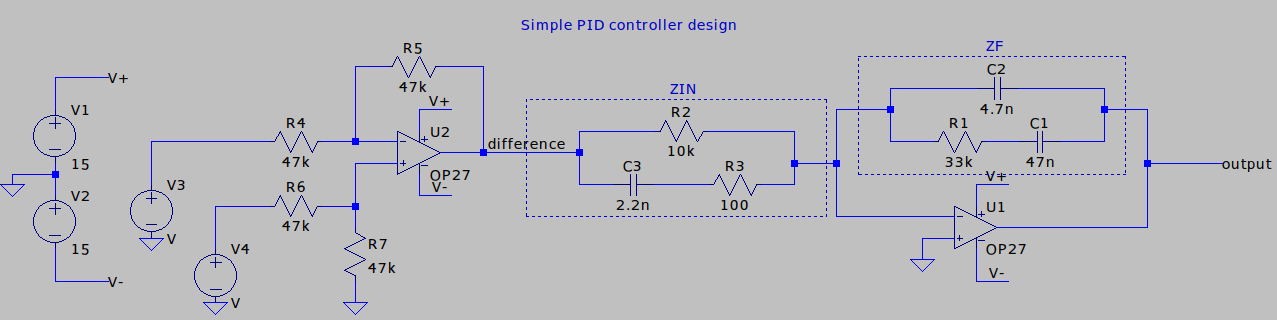 Simple PID controller design
V+
V1
15
V2
15
V-
V3
V
V4
V
R4
47k
R6
47k
R5
47k
V+
U2
OP27
V-
R7
47k
difference
ZIN
R2
10k
C3
2.2n
R3
100
ZF
C2
4.7n
R1
33k
C1
47n
V+
U1
OP27
V-
output